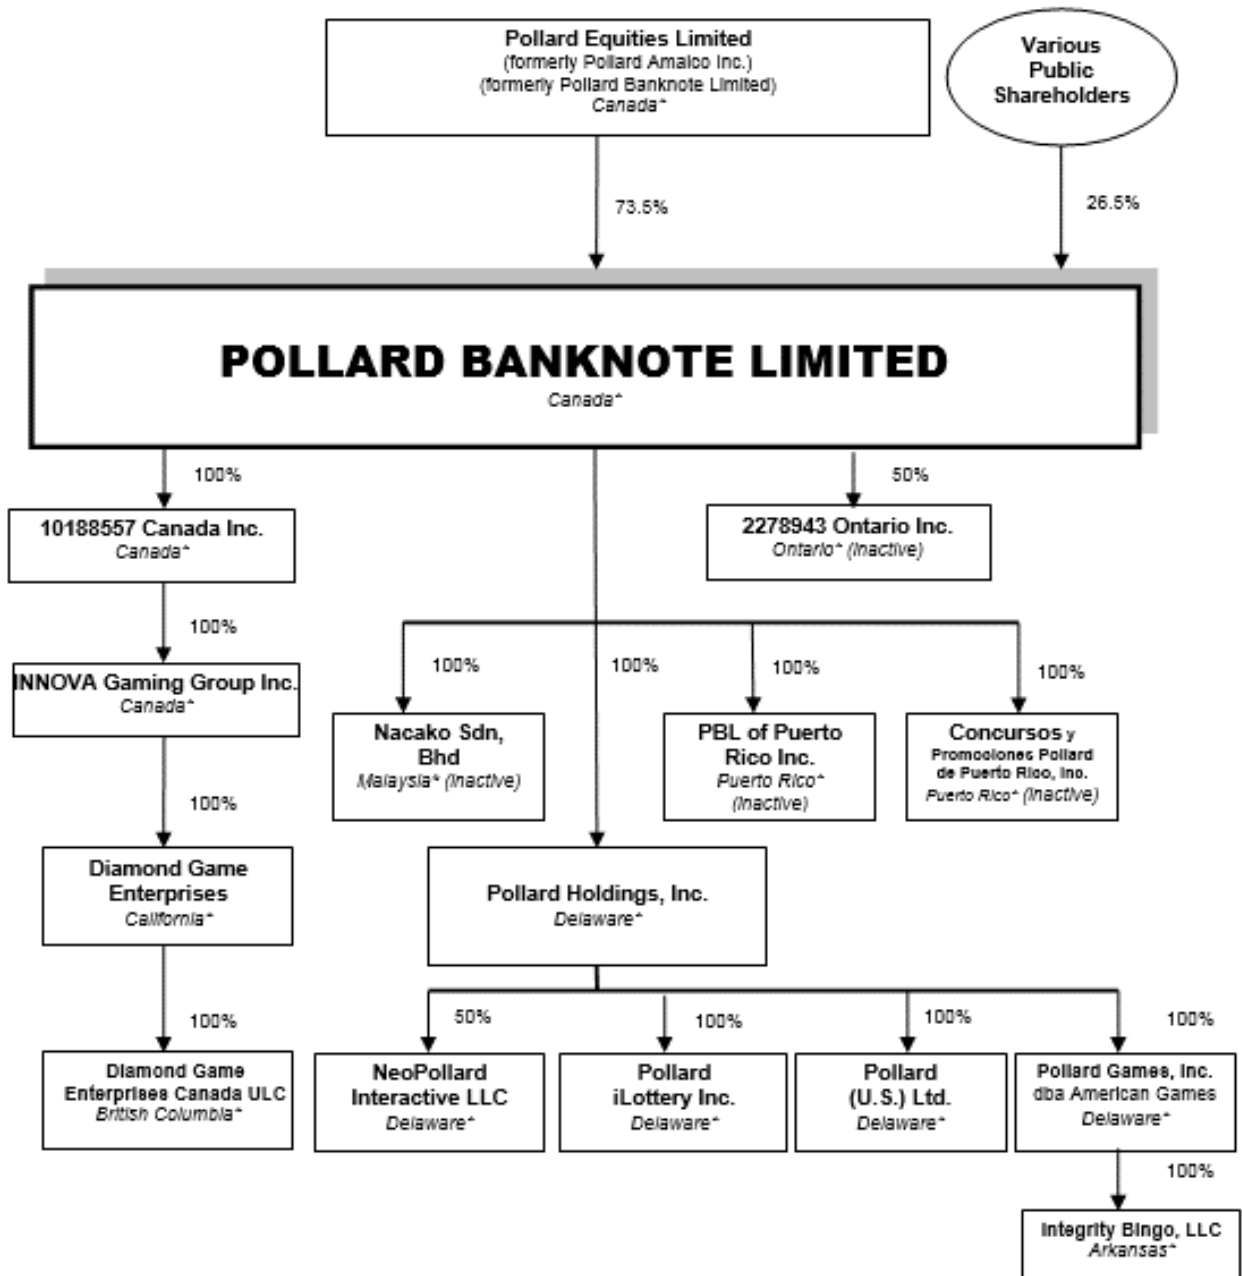 Pollard Equities Limited
(formerly Pollard Amalco Inc.)
(formerly Pollard Banknote Limited)
Canada^
Various
Public
Shareholders
73.5%
26.5%
POLLARD BANKNOTE LIMITED
Canada^
100%
50%
10188557 Canada Inc.
Canada^
2278943 Ontario Inc.
Ontario^ (Inactive)
100%
100%
100%
100%
100%
INNOVA Gaming Group Inc.
Canada^
Nacako Sdn,
Bhd
Malaysia^ (Inactive)
PBL of Puerto
Rico Inc.
Puerto Rico^
(Inactive)
Concursos y
Promociones Pollard
de Puerto Rico, Inc.
Puerto Rico^ (Inactive)
100%
Diamond Game
Enterprises
California^
Pollard Holdings, Inc.
Delaware^
100%
50%
100%
100%
100%
Diamond Game
Enterprises Canada ULC
British Columbia^
NeoPollard
Interactive LLC
Delaware^
Pollard
iLottery Inc.
Delaware^
Pollard
(U.S.) Ltd.
Delaware^
Pollard Games, Inc.
dba American Games
Delaware^
100%
Integrity Bingo, LLC
Arkansas^